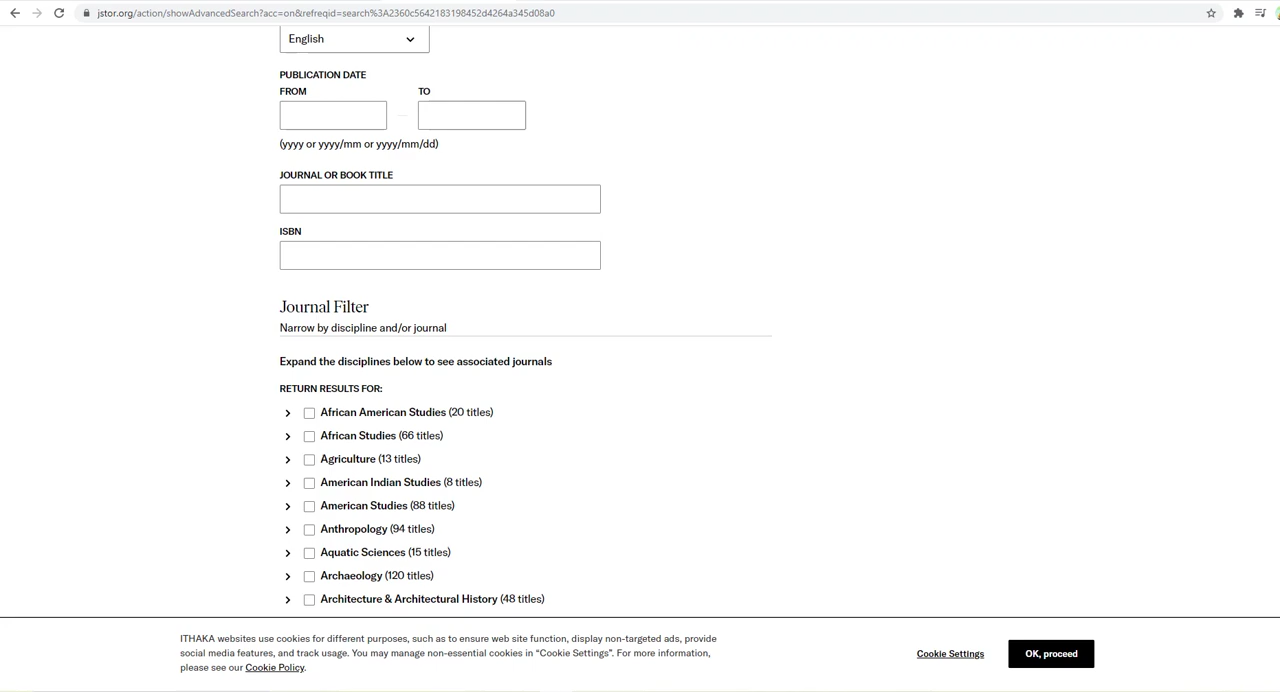 jstor.org/action/showAdvancedSearch?acc=on&refreqid=search%3A2360c5642183198452d4264a345d08a0
English
PUBLICATION DATE
FROM TO
(yyyy or yyyy/mm or yyyy/mm/dd)
JOURNAL OR BOOK TITLE
ISBN
Journal Filter
Narrow by discipline and/or journal
Expand the disciplines below to see associated journals
RETURN RESULTS FOR:
African American Studies (20 titles)
African Studies (66 titles)
Agriculture (13 titles)
American Indian Studies (8 titles)
American Studies (88 titles)
Anthropology (94 titles)
Aquatic Sciences (15 titles)
Archaeology (120 titles)
Architecture & Architectural History (48 titles)
ITHAKA websites use cookies for different purposes, such as to ensure web site function, display non-targeted ads, provide
social media features, and track usage. You may manage non-essential cookies in “Cookie Settings”. For more information,
please see our Cookie Policy.
Cookie Settings
OK, proceed